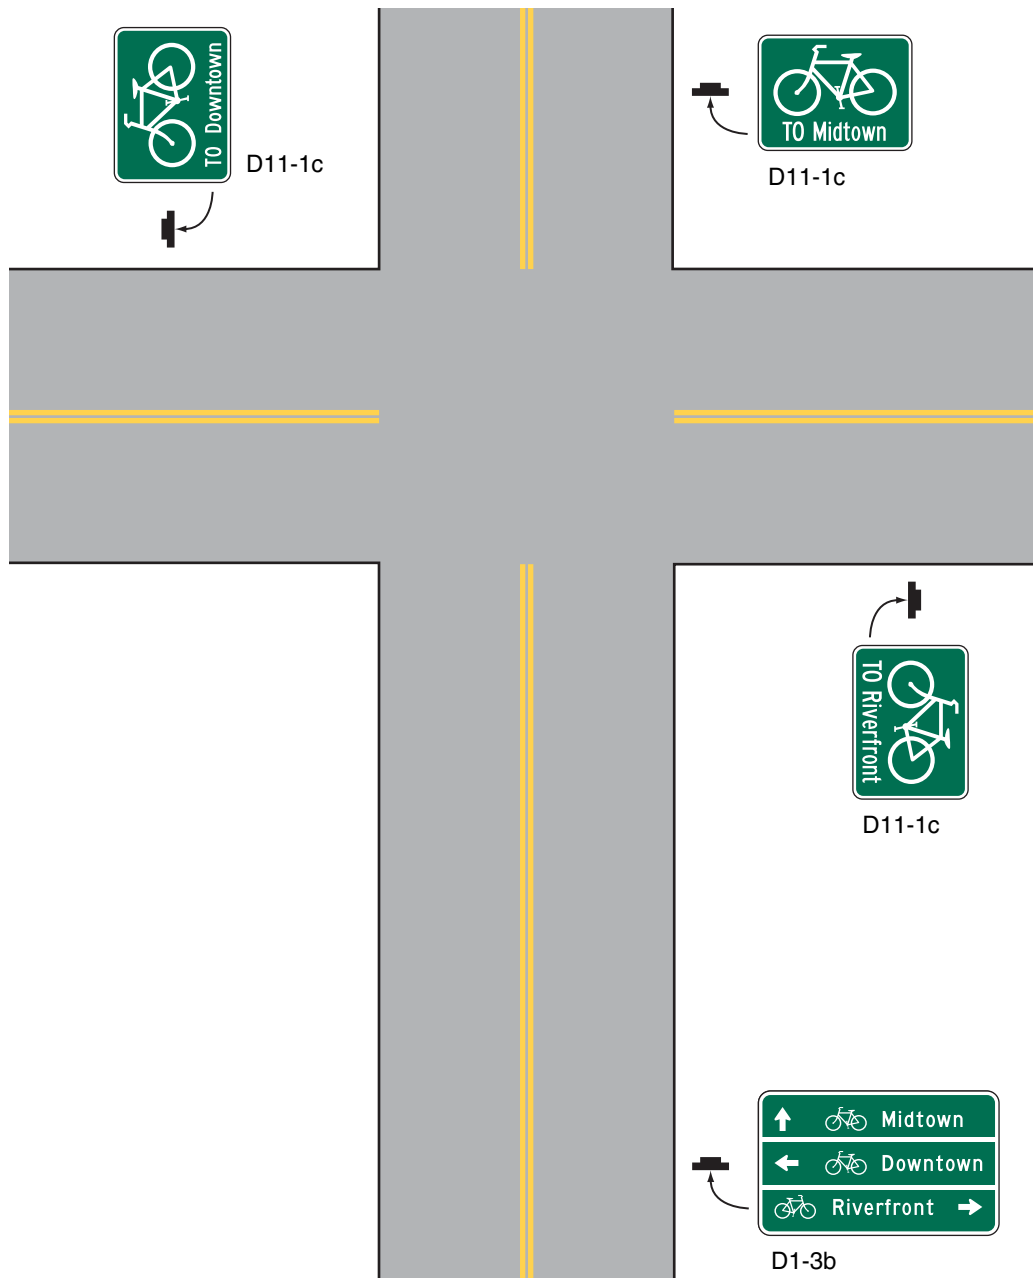 TO Downtown
D11-1c
TO Midtown
D11-1c
TO Riverfront
D11-1c
Midtown
Downtown
Riverfront
D1-3b